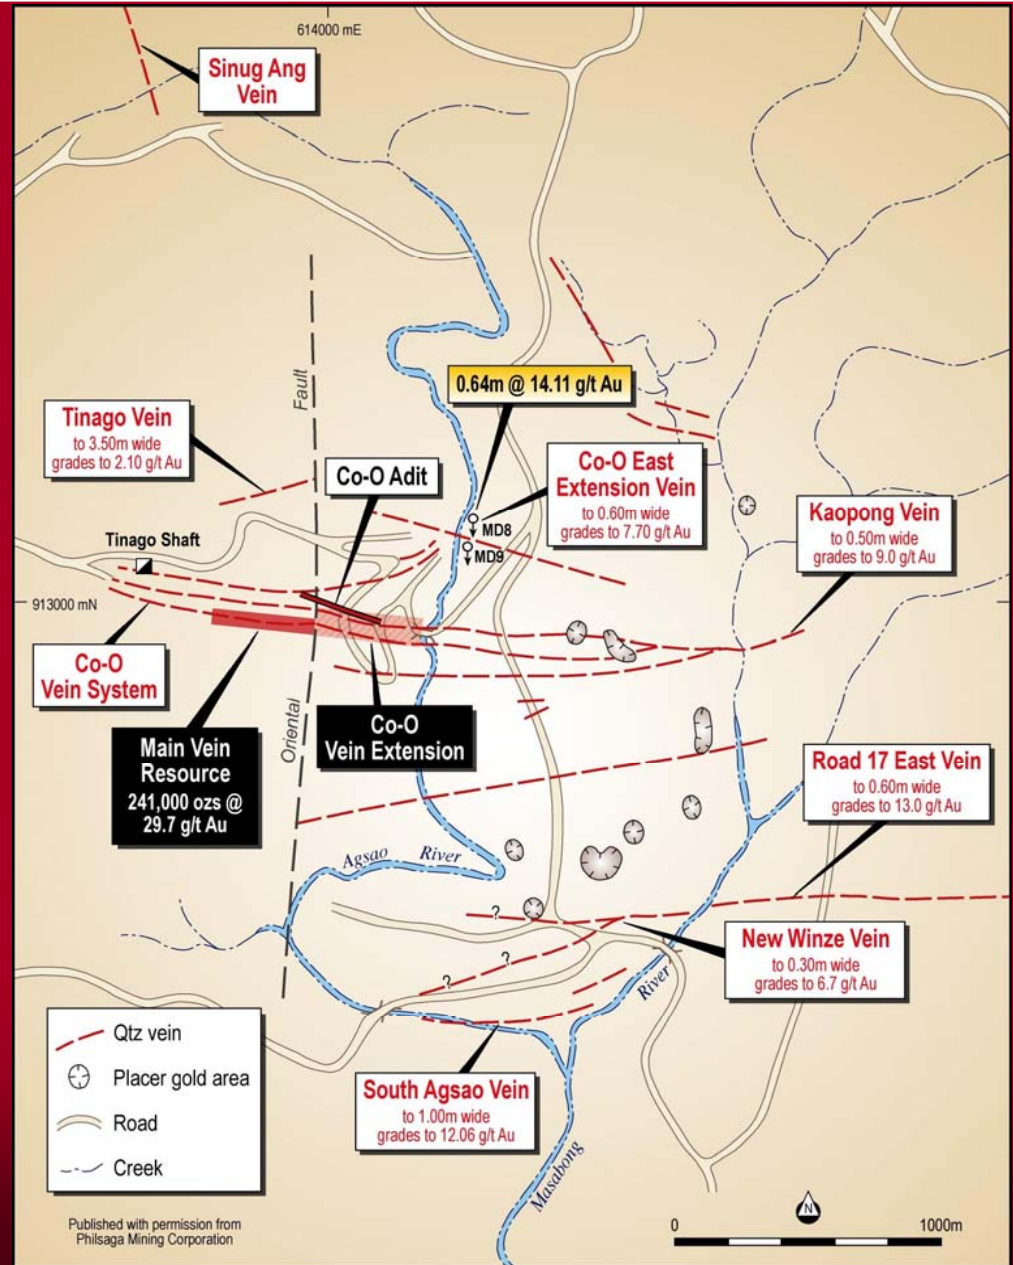 614000 mE
Sinug Ang
Vein
Fault
0.64m @ 14.11 g/t Au
Tinago Vein
to 3.50m wide
grades to 2.10 g/t Au
Co-O Adit
Co-O East
Extension Vein
to 0.60m wide
grades to 7.70 g/t Au
Kaopong Vein
to 0.50m wide
grades to 9.0 g/t Au
MD8
MD9
Tinago Shaft
913000 mN
Co-O
Vein System
Oriental
Co-O
Vein Extension
Main Vein
Resource
241,000 ozs @
29.7 g/t Au
Road 17 East Vein
to 0.60m wide
grades to 13.0 g/t Au
Agsao River
?
?
?
New Winze Vein
to 0.30m wide
grades to 6.7 g/t Au
River
South Agsao Vein
to 1.00m wide
grades to 12.06 g/t Au
Masabong
Qtz vein
Placer gold area
Road
Creek
Published with permission from
Philsaga Mining Corporation
N
0 1000m